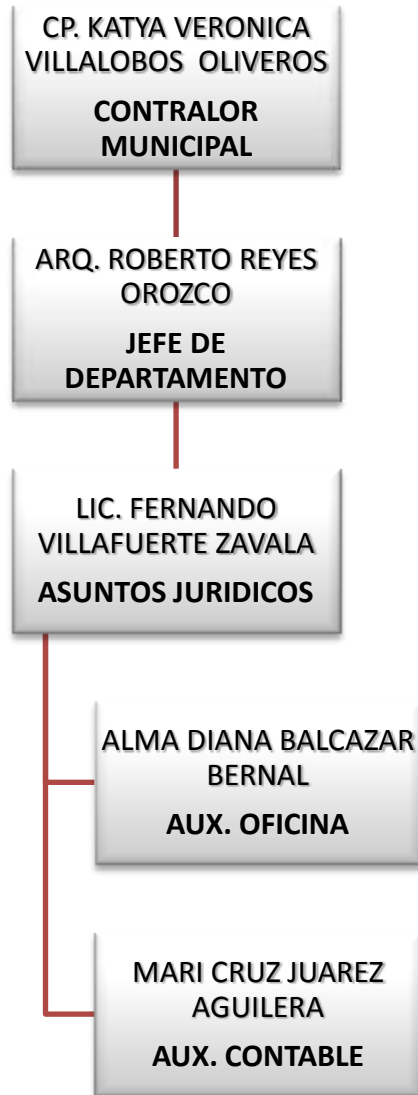 CP. KATYA VERONICA
VILLALOBOS OLIVEROS
CONTRALOR
MUNICIPAL
ARQ. ROBERTO REYES
OROZCO
JEFE DE
DEPARTAMENTO
LIC. FERNANDO
VILLAFUERTE ZAVALA
ASUNTOS JURIDICOS
ALMA DIANA BALCAZAR
BERNAL
AUX. OFICINA
MARI CRUZ JUAREZ
AGUILERA
AUX. CONTABLE